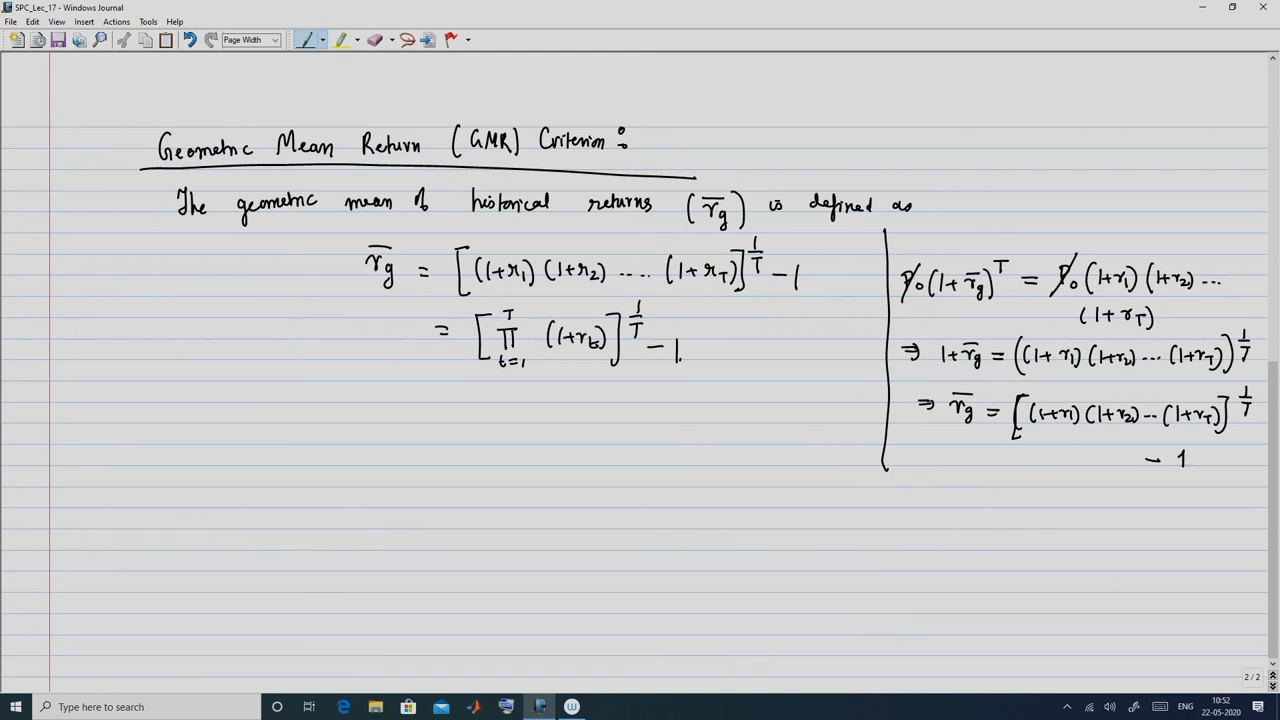 SPC_Lec_17 - Windows Journal
File Edit View Insert Actions Tools Help
Page Width
Geometric Mean Return (GMR) Criterion :
The geometric mean of historical returns (r̄g) is defined as
r̄g = [(1+r1) (1+r2) .... (1+rT)]^(1/T) - 1
= [∏_{t=1}^{T} (1+rt)]^(1/T) - 1.
P0 (1+r̄g)^T = P0 (1+r1) (1+r2) ...
(1+rT)
⇒ 1+r̄g = ((1+r1) (1+r2) ... (1+rT))^(1/T)
⇒ r̄g = [(1+r1) (1+r2) -- (1+rT)]^(1/T)
- 1
2 / 2
Type here to search
ENG
10:52
22-05-2020